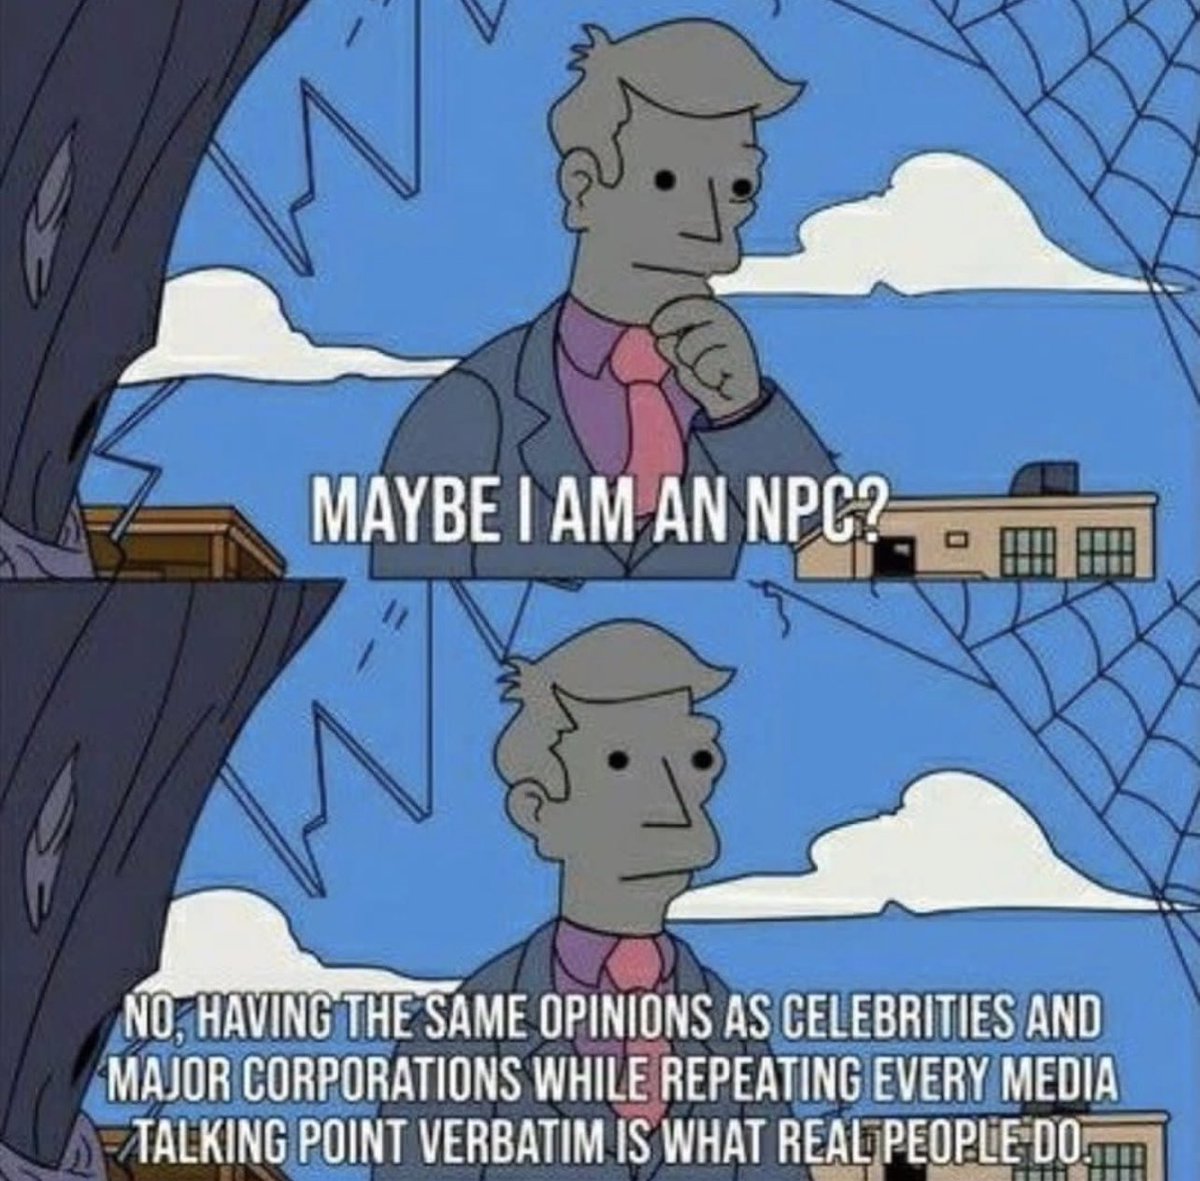 MAYBE I AM AN NPC?
NO, HAVING THE SAME OPINIONS AS CELEBRITIES AND
MAJOR CORPORATIONS WHILE REPEATING EVERY MEDIA
TALKING POINT VERBATIM IS WHAT REAL PEOPLE DO.